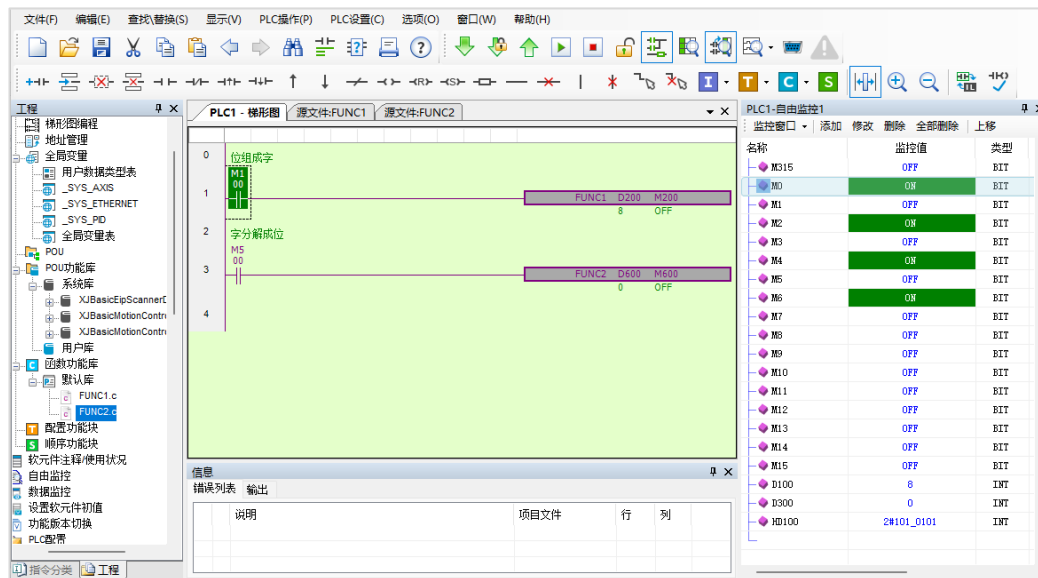 文件(F) 编辑(E) 查找\替换(S) 显示(V) PLC操作(P) PLC设置(C) 选项(O) 窗口(W) 帮助(H)
工程
梯形图编程
地址管理
全局变量
用户数据类型表
_SYS_AXIS
_SYS_ETHERNET
_SYS_PID
全局变量表
POU
POU功能库
系统库
XJBasicEipScannerD
XJBasicMotionContro
XJBasicMotionContro
用户库
函数功能库
默认库
FUNC1.c
FUNC2.c
配置功能块
顺序功能块
软元件注释/使用状况
自由监控
数据监控
设置软元件初值
功能版本切换
PLC配置
指令分类 工程
PLC1 - 梯形图 源文件:FUNC1 源文件:FUNC2
0 位组成字
M1
00
1 FUNC1 D200 M200
8 OFF
2 字分解成位
M5
00
3 FUNC2 D600 M600
0 OFF
4
信息
错误列表 输出
说明 项目文件 行 列
PLC1-自由监控1
监控窗口 添加 修改 删除 全部删除 上移
名称 监控值 类型
M315 OFF BIT
M0 ON BIT
M1 OFF BIT
M2 ON BIT
M3 OFF BIT
M4 ON BIT
M5 OFF BIT
M6 ON BIT
M7 OFF BIT
M8 OFF BIT
M9 OFF BIT
M10 OFF BIT
M11 OFF BIT
M12 OFF BIT
M13 OFF BIT
M14 OFF BIT
M15 OFF BIT
D100 8 INT
D300 0 INT
HD100 2#101_0101 INT